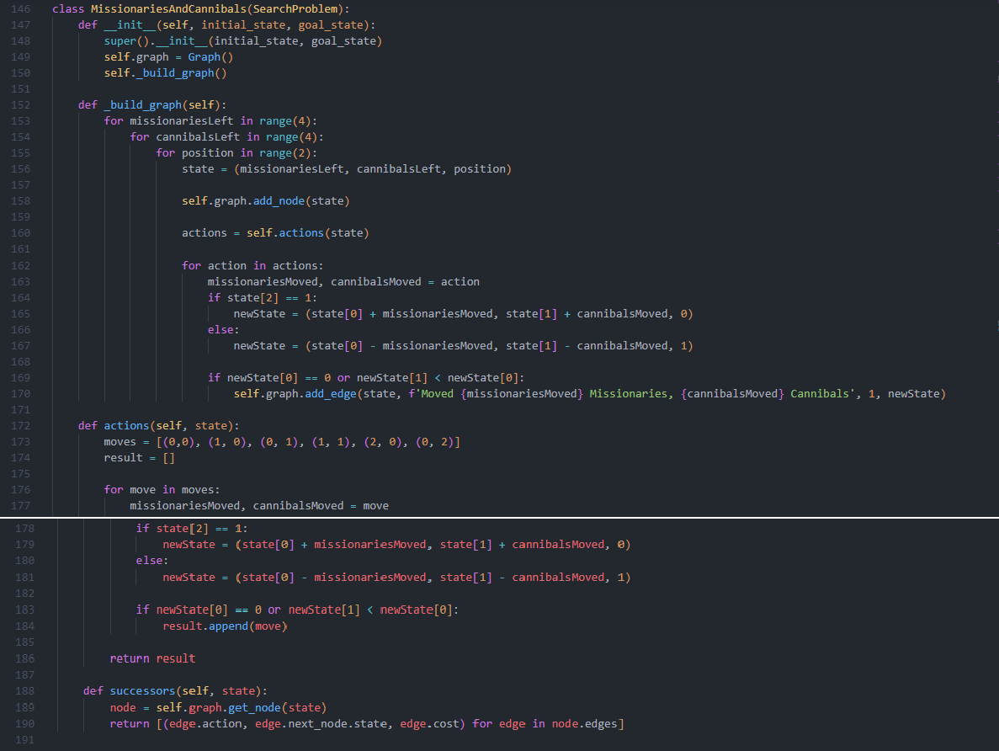 146 class MissionariesAndCannibals(SearchProblem):
147     def __init__(self, initial_state, goal_state):
148         super().__init__(initial_state, goal_state)
149         self.graph = Graph()
150         self._build_graph()
151
152     def _build_graph(self):
153         for missionariesLeft in range(4):
154             for cannibalsLeft in range(4):
155                 for position in range(2):
156                     state = (missionariesLeft, cannibalsLeft, position)
157
158                     self.graph.add_node(state)
159
160                     actions = self.actions(state)
161
162                     for action in actions:
163                         missionariesMoved, cannibalsMoved = action
164                         if state[2] == 1:
165                             newState = (state[0] + missionariesMoved, state[1] + cannibalsMoved, 0)
166                         else:
167                             newState = (state[0] - missionariesMoved, state[1] - cannibalsMoved, 1)
168
169                         if newState[0] == 0 or newState[1] < newState[0]:
170                             self.graph.add_edge(state, f'Moved {missionariesMoved} Missionaries, {cannibalsMoved} Cannibals', 1, newState)
171
172     def actions(self, state):
173         moves = [(0,0), (1, 0), (0, 1), (1, 1), (2, 0), (0, 2)]
174         result = []
175
176         for move in moves:
177             missionariesMoved, cannibalsMoved = move
178             if state[2] == 1:
179                 newState = (state[0] + missionariesMoved, state[1] + cannibalsMoved, 0)
180             else:
181                 newState = (state[0] - missionariesMoved, state[1] - cannibalsMoved, 1)
182
183             if newState[0] == 0 or newState[1] < newState[0]:
184                 result.append(move)
185
186         return result
187
188     def successors(self, state):
189         node = self.graph.get_node(state)
190         return [(edge.action, edge.next_node.state, edge.cost) for edge in node.edges]
191